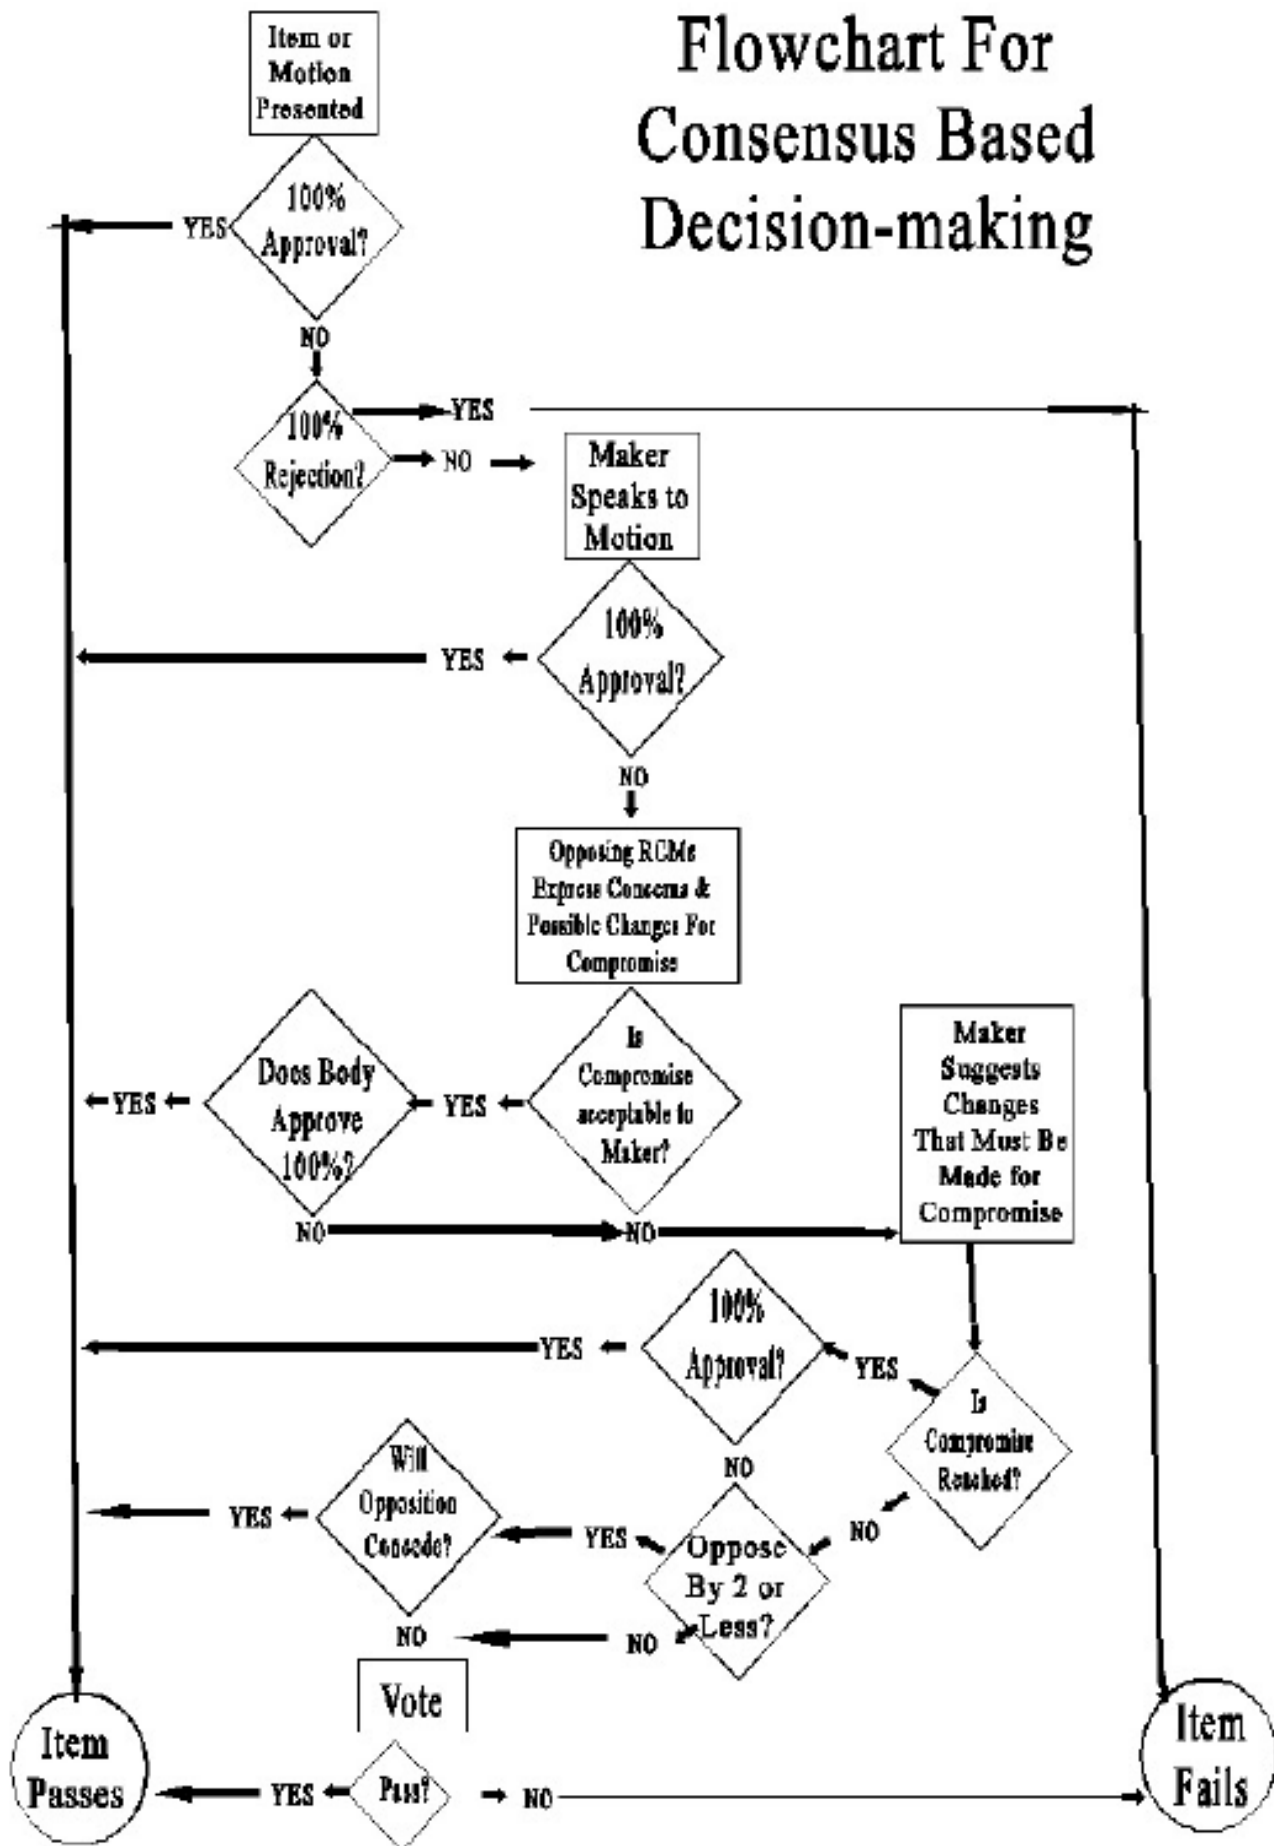 Flowchart For
Consensus Based
Decision-making
Item or
Motion
Presented
100%
Approval?
YES
NO
100%
Rejection?
YES
NO
Maker
Speaks to
Motion
100%
Approval?
YES
NO
Opposing RCMs
Express Concerns &
Possible Changes For
Compromise
Is
Compromise
acceptable to
Maker?
YES
Does Body
Approve
100%?
YES
NO
NO
Maker
Suggests
Changes
That Must Be
Made for
Compromise
Is
Compromise
Reached?
YES
100%
Approval?
YES
NO
NO
Oppose
By 2 or
Less?
YES
Will
Opposition
Concede?
YES
NO
NO
Vote
Pass?
YES
NO
Item
Passes
Item
Fails